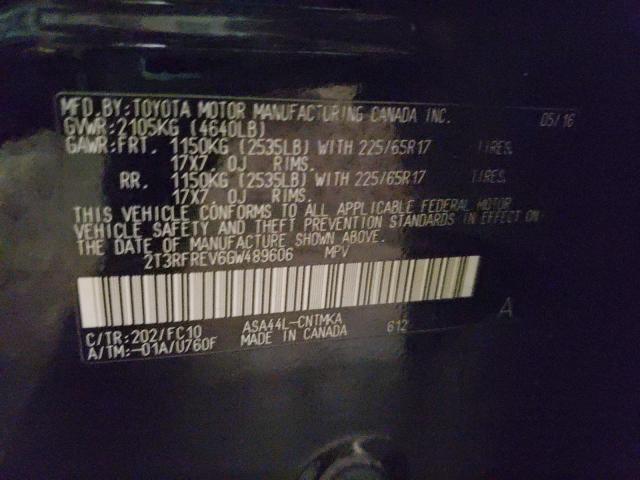 MFD.BY:TOYOTA MOTOR MANUFACTURING CANADA INC. 05/16
GVWR:2105KG (4640LB)
GAWR:FRT. 1150KG (2535LB) WITH 225/65R17 TIRES
17X7 0J RIMS.
RR. 1150KG (2535LB) WITH 225/65R17 TIRES
17X7 0J RIMS.
THIS VEHICLE CONFORMS TO ALL APPLICABLE FEDERAL MOTOR
VEHICLE SAFETY AND THEFT PREVENTION STANDARDS IN EFFECT ON
THE DATE OF MANUFACTURE SHOWN ABOVE.
2T3RFREV6GW489606 MPV
A
C/TR:202/FC10 ASA44L-CNTMKA 612
A/TM:-01A/U760F MADE IN CANADA